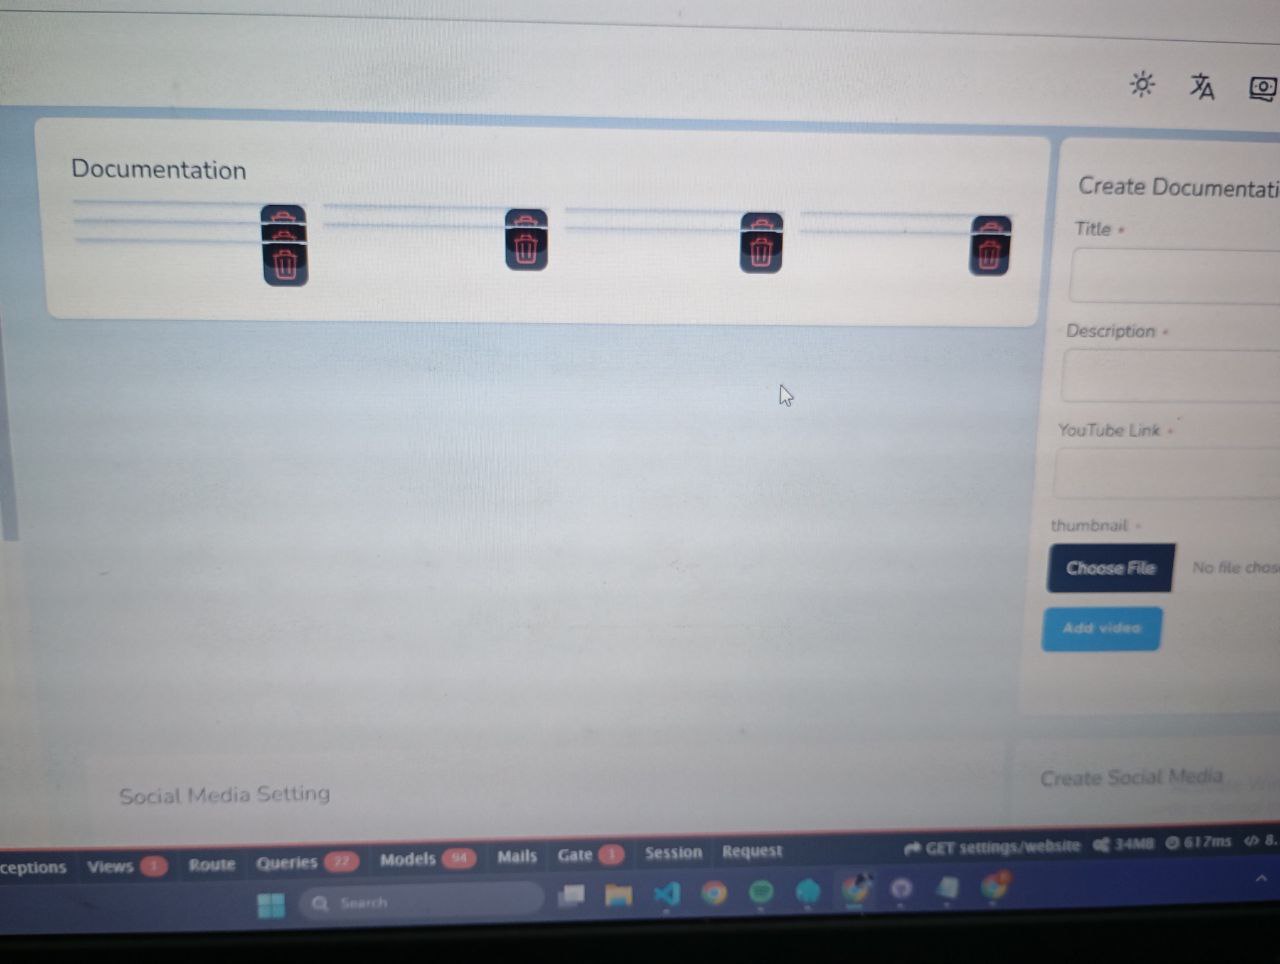 Documentation
Create Documentati
Title *
Description *
YouTube Link *
thumbnail *
Choose File
No file chos
Add video
Social Media Setting
Create Social Media
ceptions Views 1 Route Queries 22 Models 94 Mails Gate 1 Session Request GET settings/website 34MB 617ms </> 8.
Search